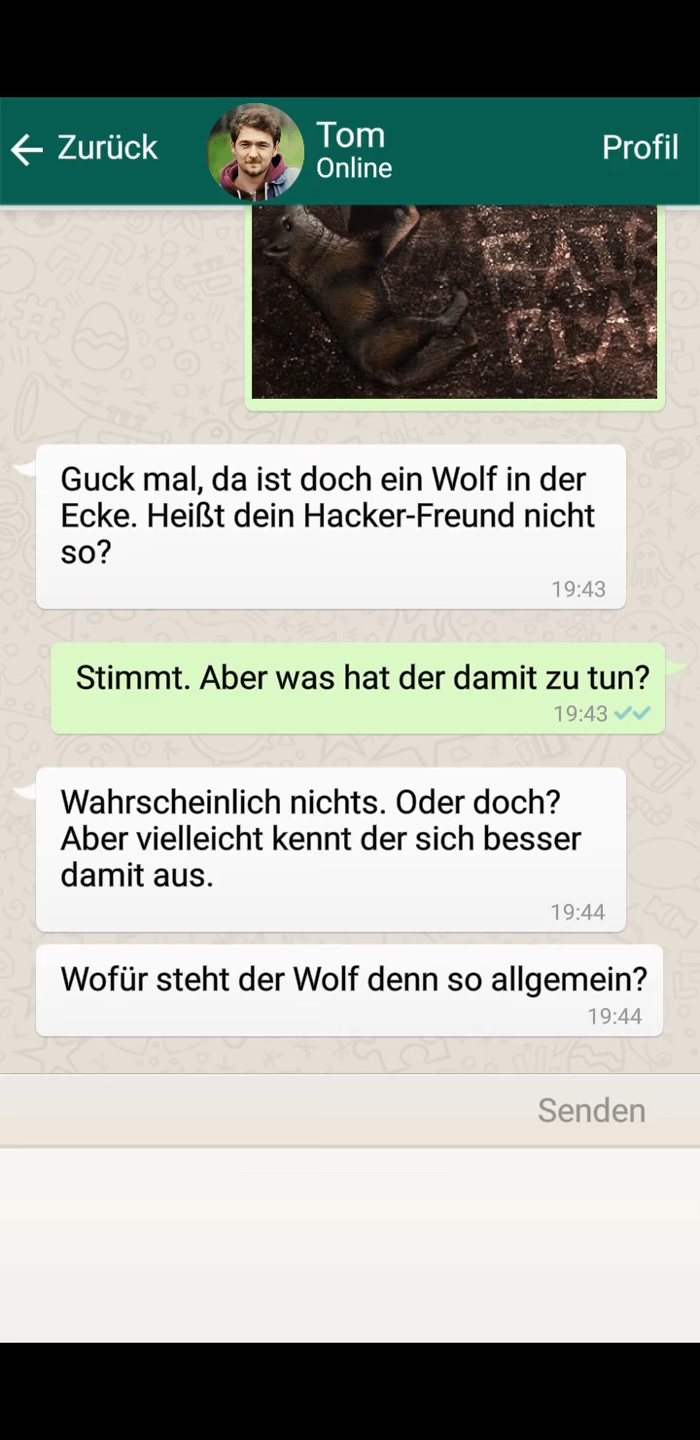 Zurück
Tom
Online
Profil
Guck mal, da ist doch ein Wolf in der
Ecke. Heißt dein Hacker-Freund nicht
so?
19:43
Stimmt. Aber was hat der damit zu tun?
19:43
Wahrscheinlich nichts. Oder doch?
Aber vielleicht kennt der sich besser
damit aus.
19:44
Wofür steht der Wolf denn so allgemein?
19:44
Senden